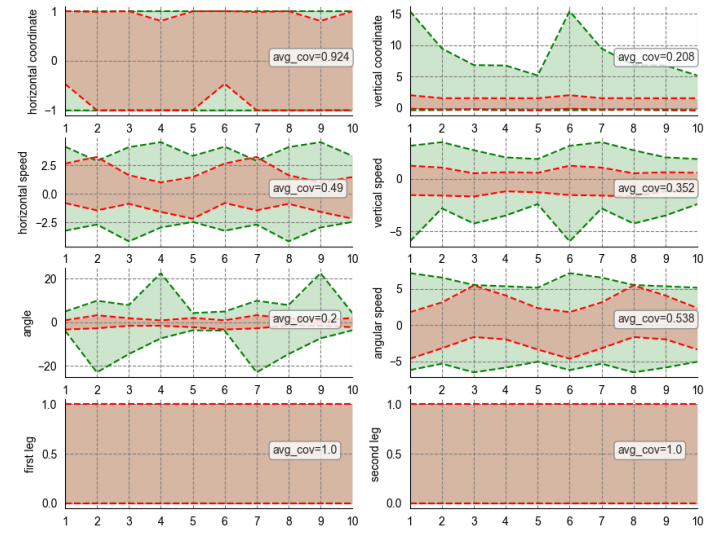 horizontal coordinate
1
0
−1
avg_cov=0.924
1 2 3 4 5 6 7 8 9 10
vertical coordinate
15
10
5
0
avg_cov=0.208
1 2 3 4 5 6 7 8 9 10
horizontal speed
2.5
0.0
−2.5
avg_cov=0.49
1 2 3 4 5 6 7 8 9 10
vertical speed
0
−5
avg_cov=0.352
1 2 3 4 5 6 7 8 9 10
angle
20
0
−20
avg_cov=0.2
1 2 3 4 5 6 7 8 9 10
angular speed
5
0
−5
avg_cov=0.538
1 2 3 4 5 6 7 8 9 10
first leg
1.0
0.5
0.0
avg_cov=1.0
1 2 3 4 5 6 7 8 9 10
second leg
1.0
0.5
0.0
avg_cov=1.0
1 2 3 4 5 6 7 8 9 10